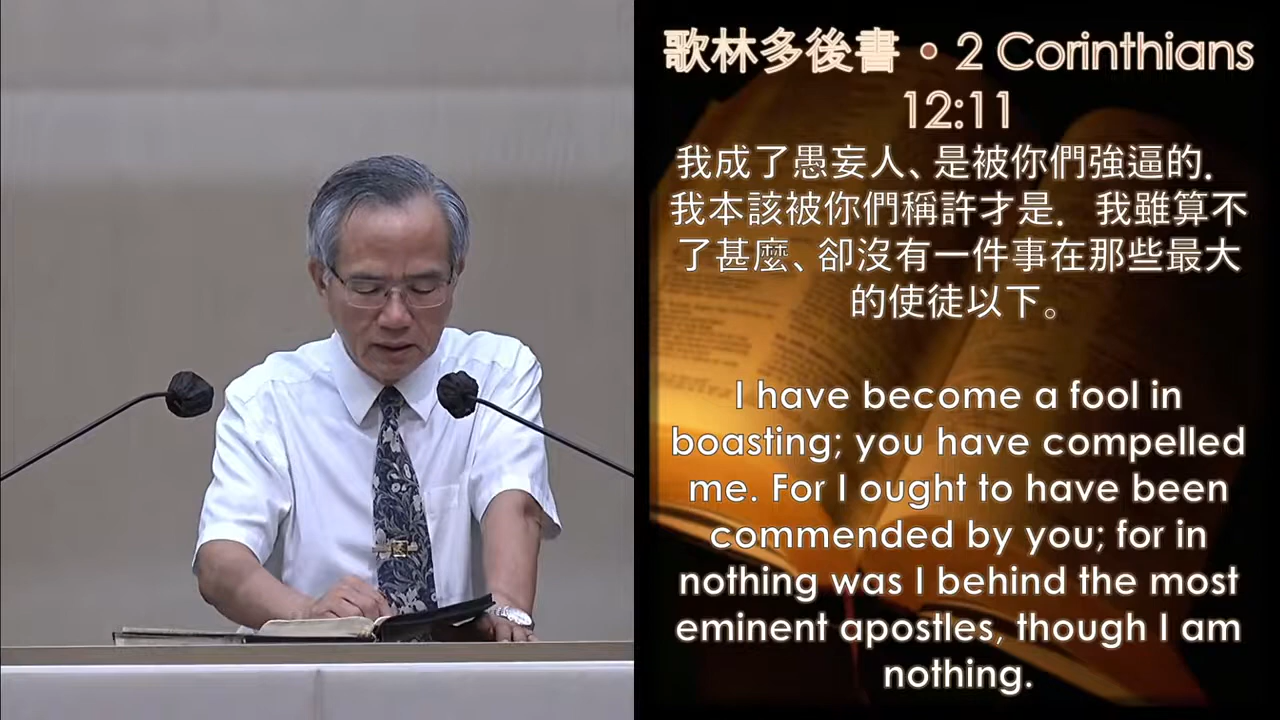 歌林多後書 • 2 Corinthians
12:11
我成了愚妄人、是被你們強逼的．
我本該被你們稱許才是． 我雖算不
了甚麼、卻沒有一件事在那些最大
的使徒以下。
I have become a fool in
boasting; you have compelled
me. For I ought to have been
commended by you; for in
nothing was I behind the most
eminent apostles, though I am
nothing.